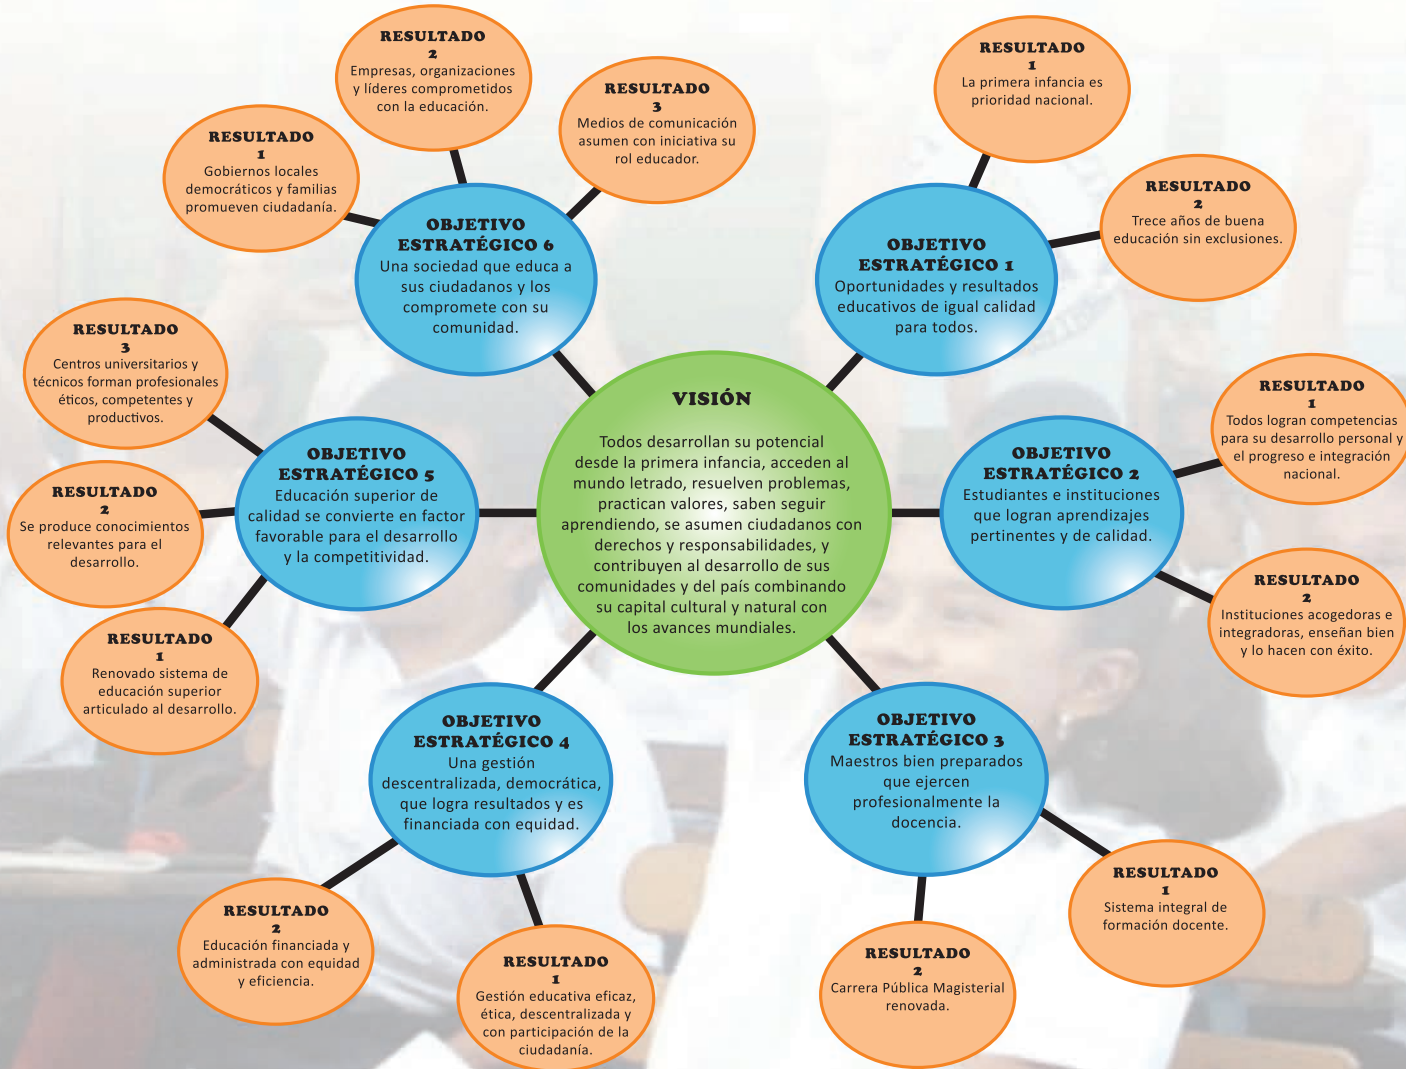 VISIÓN
Todos desarrollan su potencial
desde la primera infancia, acceden al
mundo letrado, resuelven problemas,
practican valores, saben seguir
aprendiendo, se asumen ciudadanos con
derechos y responsabilidades, y
contribuyen al desarrollo de sus
comunidades y del país combinando
su capital cultural y natural con
los avances mundiales.
OBJETIVO
ESTRATÉGICO 1
Oportunidades y resultados
educativos de igual calidad
para todos.
RESULTADO
1
La primera infancia es
prioridad nacional.
RESULTADO
2
Trece años de buena
educación sin exclusiones.
OBJETIVO
ESTRATÉGICO 2
Estudiantes e instituciones
que logran aprendizajes
pertinentes y de calidad.
RESULTADO
1
Todos logran competencias
para su desarrollo personal y
el progreso e integración
nacional.
RESULTADO
2
Instituciones acogedoras e
integradoras, enseñan bien
y lo hacen con éxito.
OBJETIVO
ESTRATÉGICO 3
Maestros bien preparados
que ejercen
profesionalmente la
docencia.
RESULTADO
1
Sistema integral de
formación docente.
RESULTADO
2
Carrera Pública Magisterial
renovada.
OBJETIVO
ESTRATÉGICO 4
Una gestión
descentralizada, democrática,
que logra resultados y es
financiada con equidad.
RESULTADO
1
Gestión educativa eficaz,
ética, descentralizada y
con participación de la
ciudadanía.
RESULTADO
2
Educación financiada y
administrada con equidad
y eficiencia.
OBJETIVO
ESTRATÉGICO 5
Educación superior de
calidad se convierte en factor
favorable para el desarrollo
y la competitividad.
RESULTADO
1
Renovado sistema de
educación superior
articulado al desarrollo.
RESULTADO
2
Se produce conocimientos
relevantes para el
desarrollo.
RESULTADO
3
Centros universitarios y
técnicos forman profesionales
éticos, competentes y
productivos.
OBJETIVO
ESTRATÉGICO 6
Una sociedad que educa a
sus ciudadanos y los
compromete con su
comunidad.
RESULTADO
1
Gobiernos locales
democráticos y familias
promueven ciudadanía.
RESULTADO
2
Empresas, organizaciones
y líderes comprometidos
con la educación.
RESULTADO
3
Medios de comunicación
asumen con iniciativa su
rol educador.